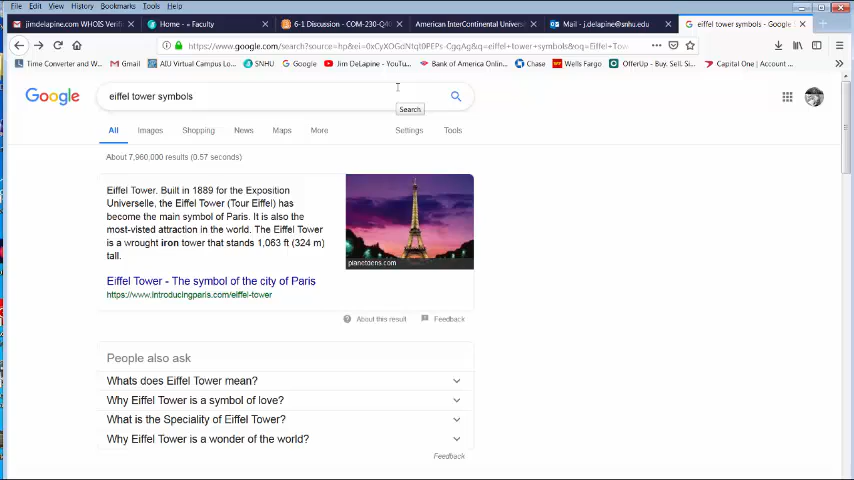 File Edit View History Bookmarks Tools Help
jimdelapine.com WHOIS Verifi
Home - « Faculty
6-1 Discussion - COM-230-Q4
American InterContinental Univers
Mail - j.delapine@snhu.edu
eiffel tower symbols - Google
Time Converter and W...
Gmail
AIU Virtual Campus Lo...
SNHU
Google
Jim DeLapine - YouTu...
Bank of America Onlin...
Chase
Wells Fargo
OfferUp - Buy. Sell. Si...
Capital One | Account ...
Google
eiffel tower symbols
Search
All Images Shopping News Maps More Settings Tools
About 7,960,000 results (0.57 seconds)
Eiffel Tower. Built in 1889 for the Exposition
Universelle, the Eiffel Tower (Tour Eiffel) has
become the main symbol of Paris. It is also the
most-visted attraction in the world. The Eiffel Tower
is a wrought iron tower that stands 1,063 ft (324 m)
tall.
planetoens.com
Eiffel Tower - The symbol of the city of Paris
https://www.introducingparis.com/eiffel-tower
About this result Feedback
People also ask
Whats does Eiffel Tower mean?
Why Eiffel Tower is a symbol of love?
What is the Speciality of Eiffel Tower?
Why Eiffel Tower is a wonder of the world?
Feedback